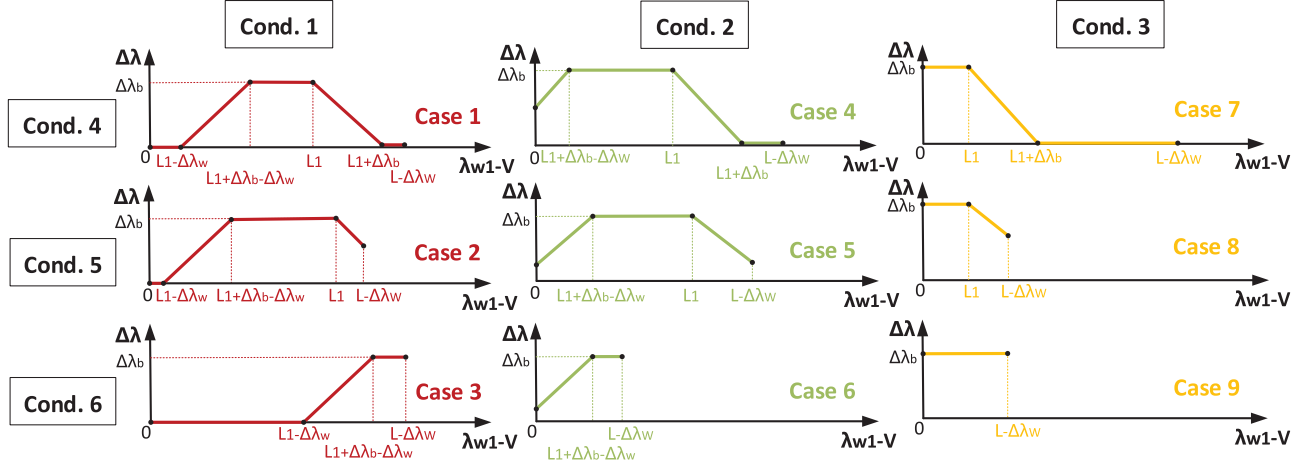 Cond. 1
Cond. 2
Cond. 3
Cond. 4
Δλ
Δλb
Case 1
0
L1-Δλw
L1+Δλb-Δλw
L1
L1+Δλb
L-Δλw
λw1-V
Δλ
Δλb
Case 4
0
L1+Δλb-Δλw
L1
L1+Δλb
L-Δλw
λw1-V
Δλ
Δλb
Case 7
0
L1
L1+Δλb
L-Δλw
λw1-V
Cond. 5
Δλ
Δλb
Case 2
0
L1-Δλw
L1+Δλb-Δλw
L1
L-Δλw
λw1-V
Δλ
Δλb
Case 5
0
L1+Δλb-Δλw
L1
L-Δλw
λw1-V
Δλ
Δλb
Case 8
0
L1
L-Δλw
λw1-V
Cond. 6
Δλ
Δλb
Case 3
0
L1-Δλw
L1+Δλb-Δλw
L-Δλw
λw1-V
Δλ
Δλb
Case 6
0
L-Δλw
L1+Δλb-Δλw
λw1-V
Δλ
Δλb
Case 9
0
L-Δλw
λw1-V